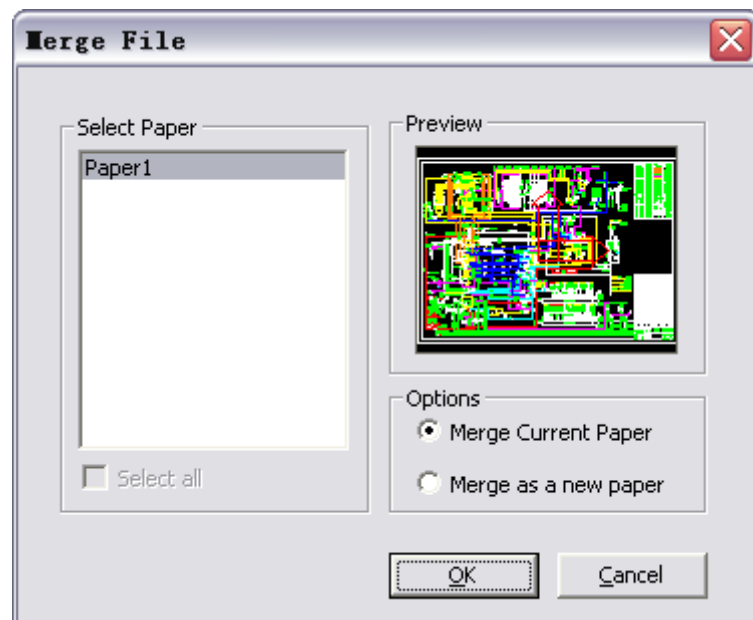 Merge File
Select Paper
Paper1
Select all
Preview
Options
Merge Current Paper
Merge as a new paper
OK
Cancel